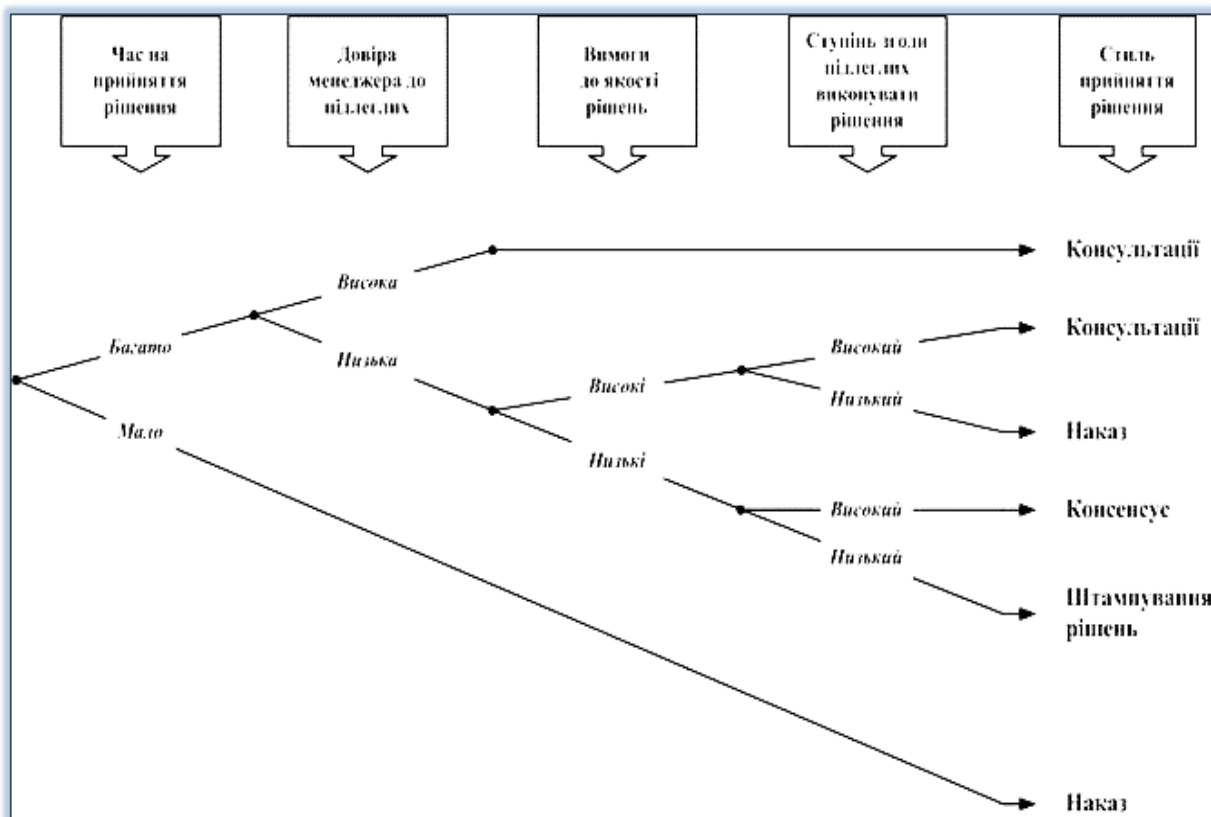 Час на
прийняття
рішення
Довіра
менеджера до
підлеглих
Вимоги
до якості
рішень
Ступінь згоди
підлеглих
виконувати
рішення
Стиль
прийняття
рішення
Консультації
Висока
Консультації
Високий
Багато
Низька
Високі
Низький
Наказ
Мало
Низькі
Високий
Консенсус
Низький
Штампування
рішень
Наказ